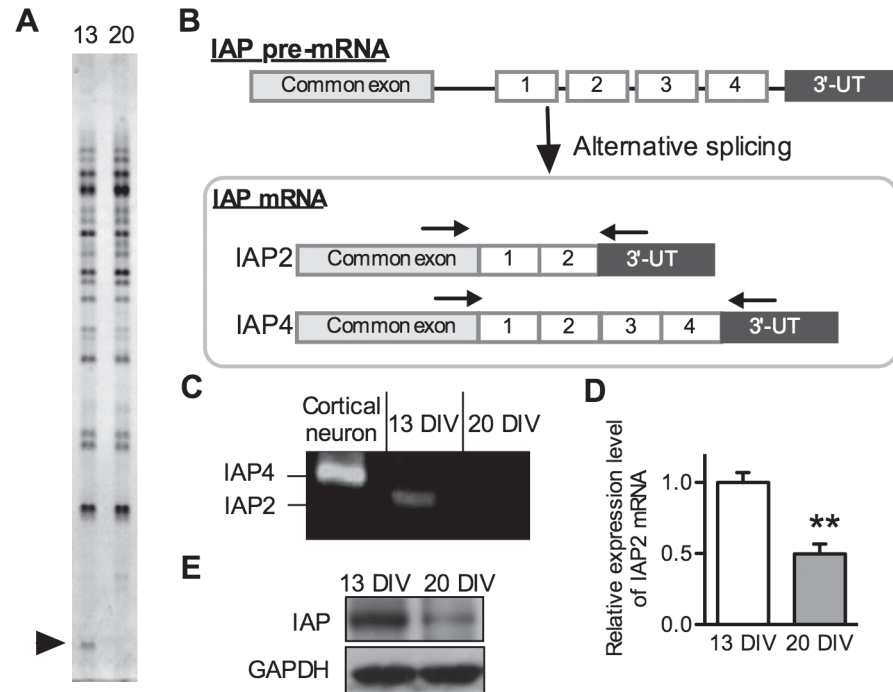 A
13 20
B
IAP pre-mRNA
Common exon 1 2 3 4 3'-UT
Alternative splicing
IAP mRNA
IAP2 Common exon 1 2 3'-UT
IAP4 Common exon 1 2 3 4 3'-UT
C
Cortical
neuron 13 DIV 20 DIV
IAP4
IAP2
D
Relative expression level
of IAP2 mRNA
1.0
0.5
0.0
**
13 DIV 20 DIV
E
13 DIV 20 DIV
IAP
GAPDH